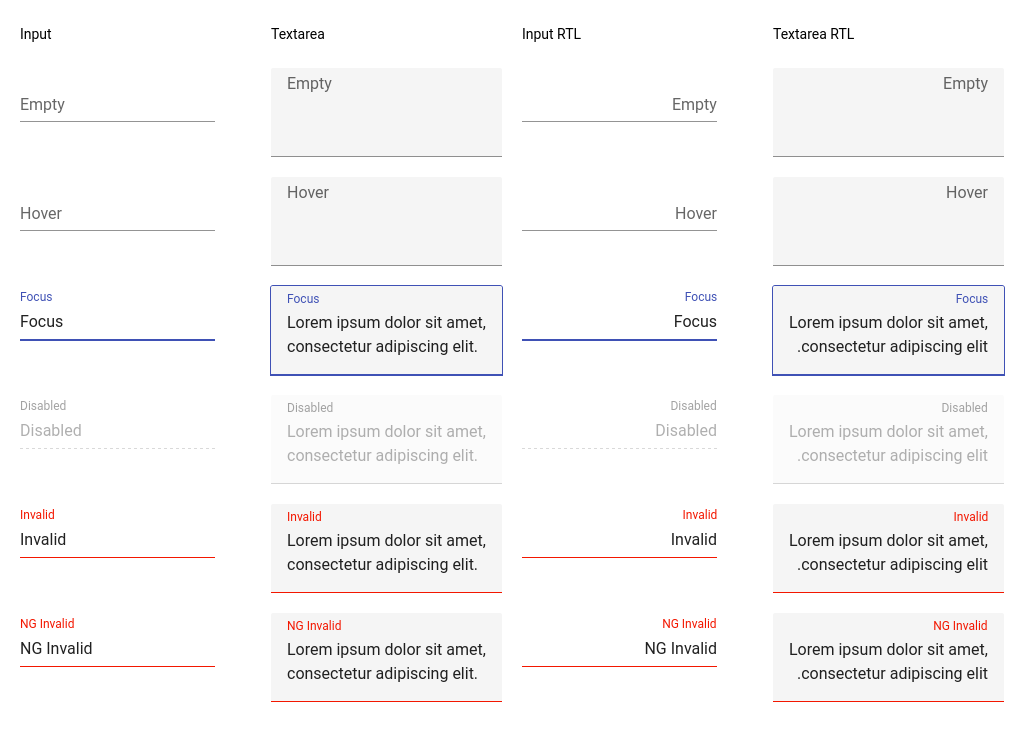 Input
Textarea
Input RTL
Textarea RTL
Empty
Empty
Empty
Empty
Hover
Hover
Hover
Hover
Focus
Focus
Focus
Lorem ipsum dolor sit amet,
consectetur adipiscing elit.
Focus
Focus
Focus
Lorem ipsum dolor sit amet,
.consectetur adipiscing elit
Disabled
Disabled
Disabled
Lorem ipsum dolor sit amet,
consectetur adipiscing elit.
Disabled
Disabled
Disabled
Lorem ipsum dolor sit amet,
.consectetur adipiscing elit
Invalid
Invalid
Invalid
Lorem ipsum dolor sit amet,
consectetur adipiscing elit.
Invalid
Invalid
Invalid
Lorem ipsum dolor sit amet,
.consectetur adipiscing elit
NG Invalid
NG Invalid
NG Invalid
Lorem ipsum dolor sit amet,
consectetur adipiscing elit.
NG Invalid
NG Invalid
NG Invalid
Lorem ipsum dolor sit amet,
.consectetur adipiscing elit